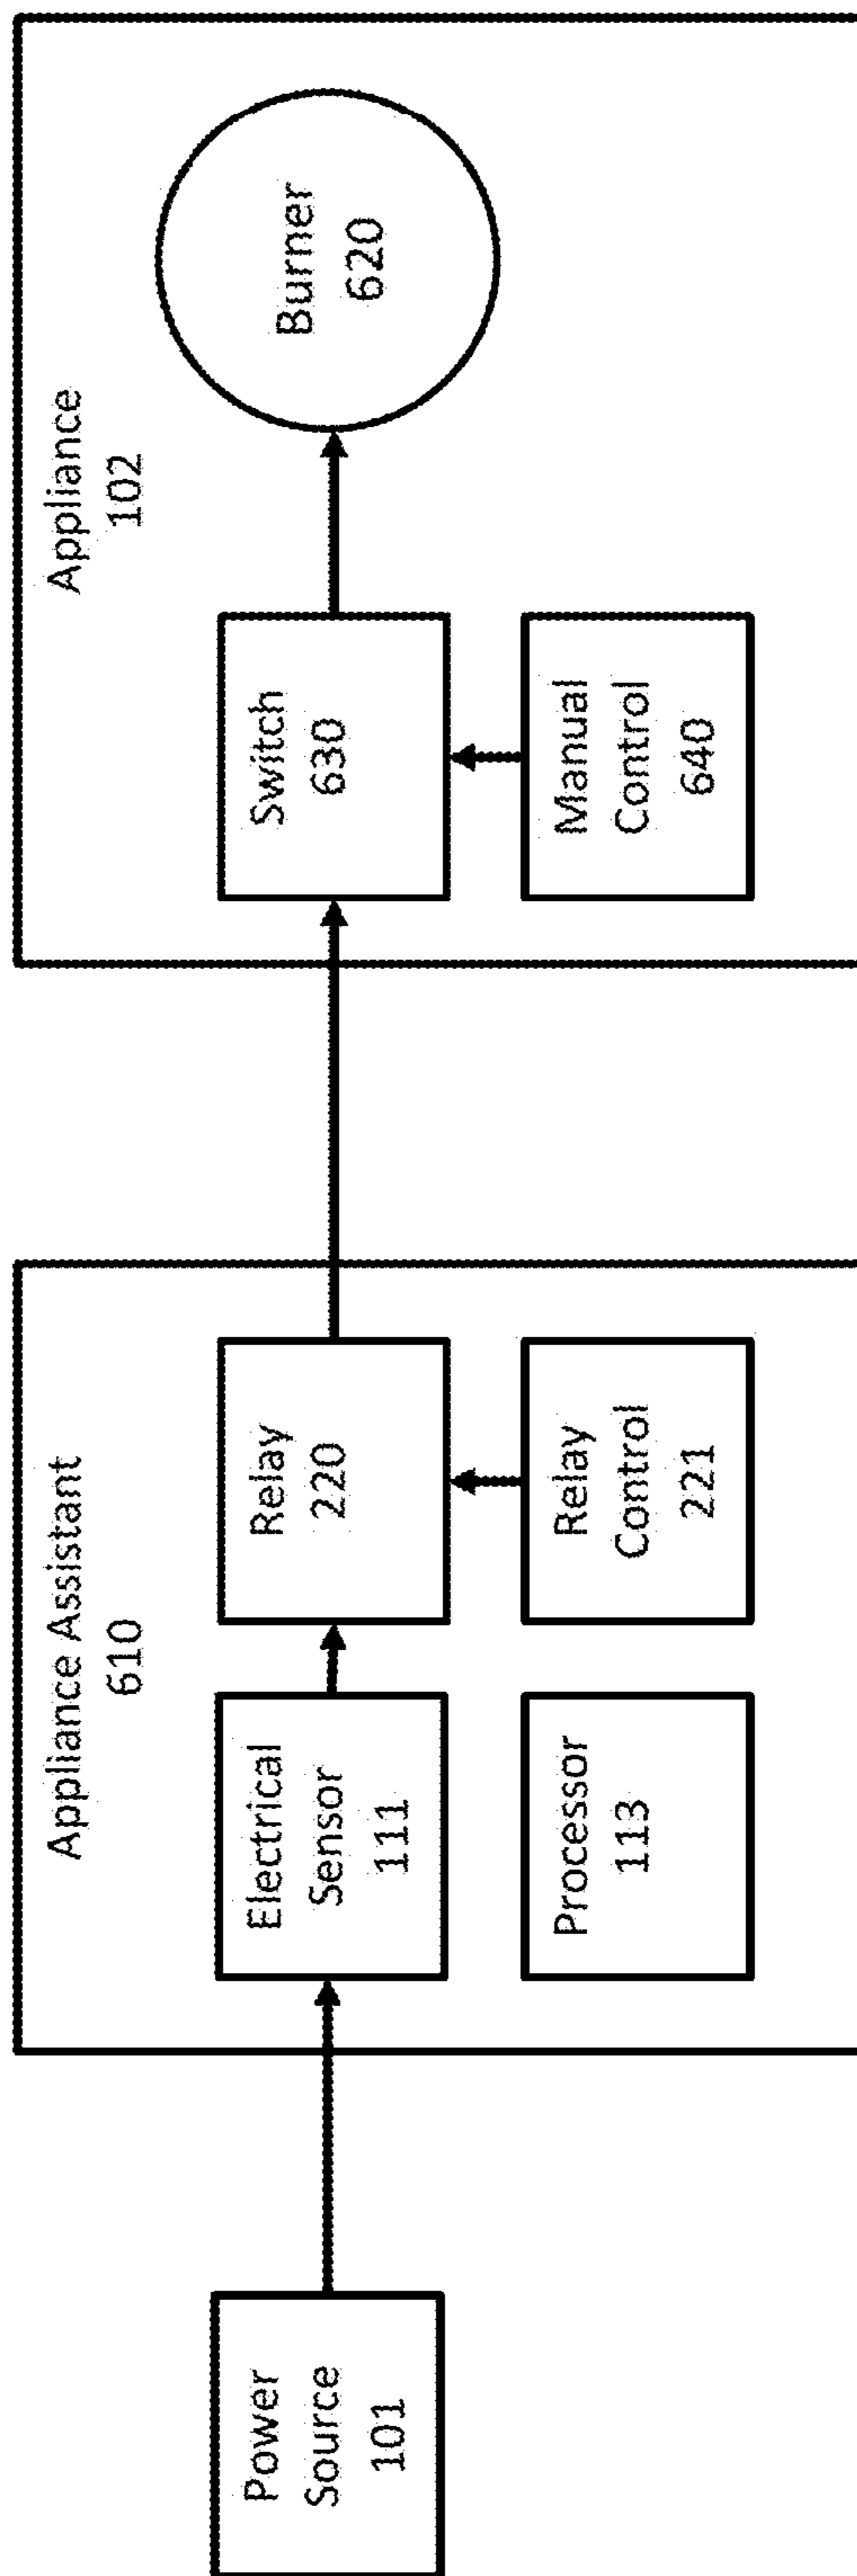 Power
Source
101
Appliance Assistant
610
Electrical
Sensor
111
Relay
220
Processor
113
Relay
Control
221
Appliance
102
Switch
630
Burner
620
Manual
Control
640